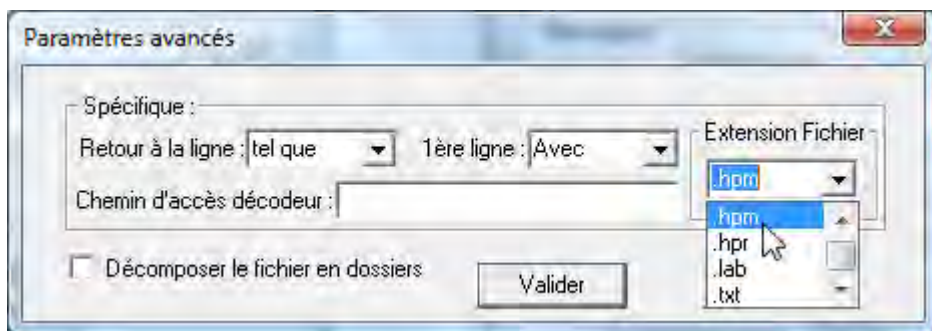 Paramètres avancés
Spécifique :
Retour à la ligne : tel que
1ère ligne : Avec
Extension Fichier
.hpm
Chemin d'accès décodeur :
.hpm
.hpr
.lab
.txt
Décomposer le fichier en dossiers
Valider